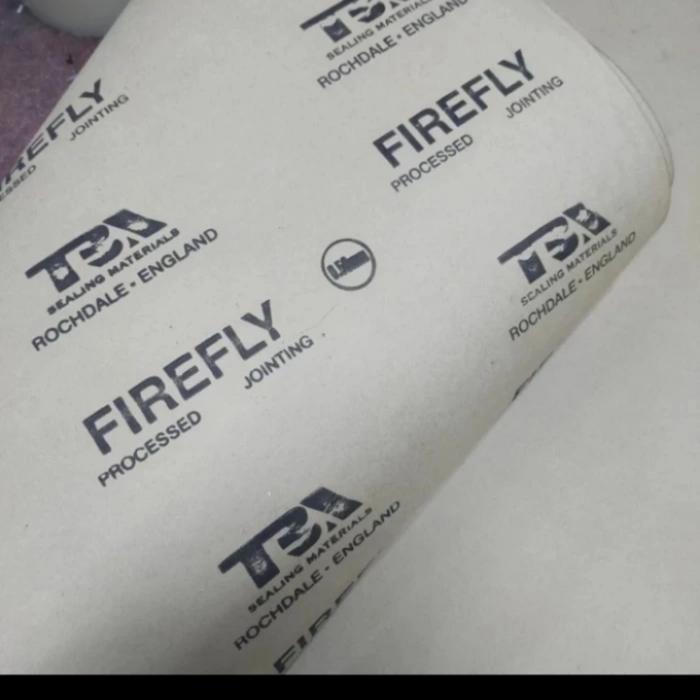 TBA
SEALING MATERIALS
ROCHDALE • ENGLAND
FIREFLY
PROCESSED JOINTING
FIREFLY
JOINTING
TBA
SEALING MATERIALS
ROCHDALE • ENGLAND
TBA
SEALING MATERIALS
ROCHDALE • ENGLAND
FIREFLY
PROCESSED JOINTING
TBA
SEALING MATERIALS
ROCHDALE • ENGLAND